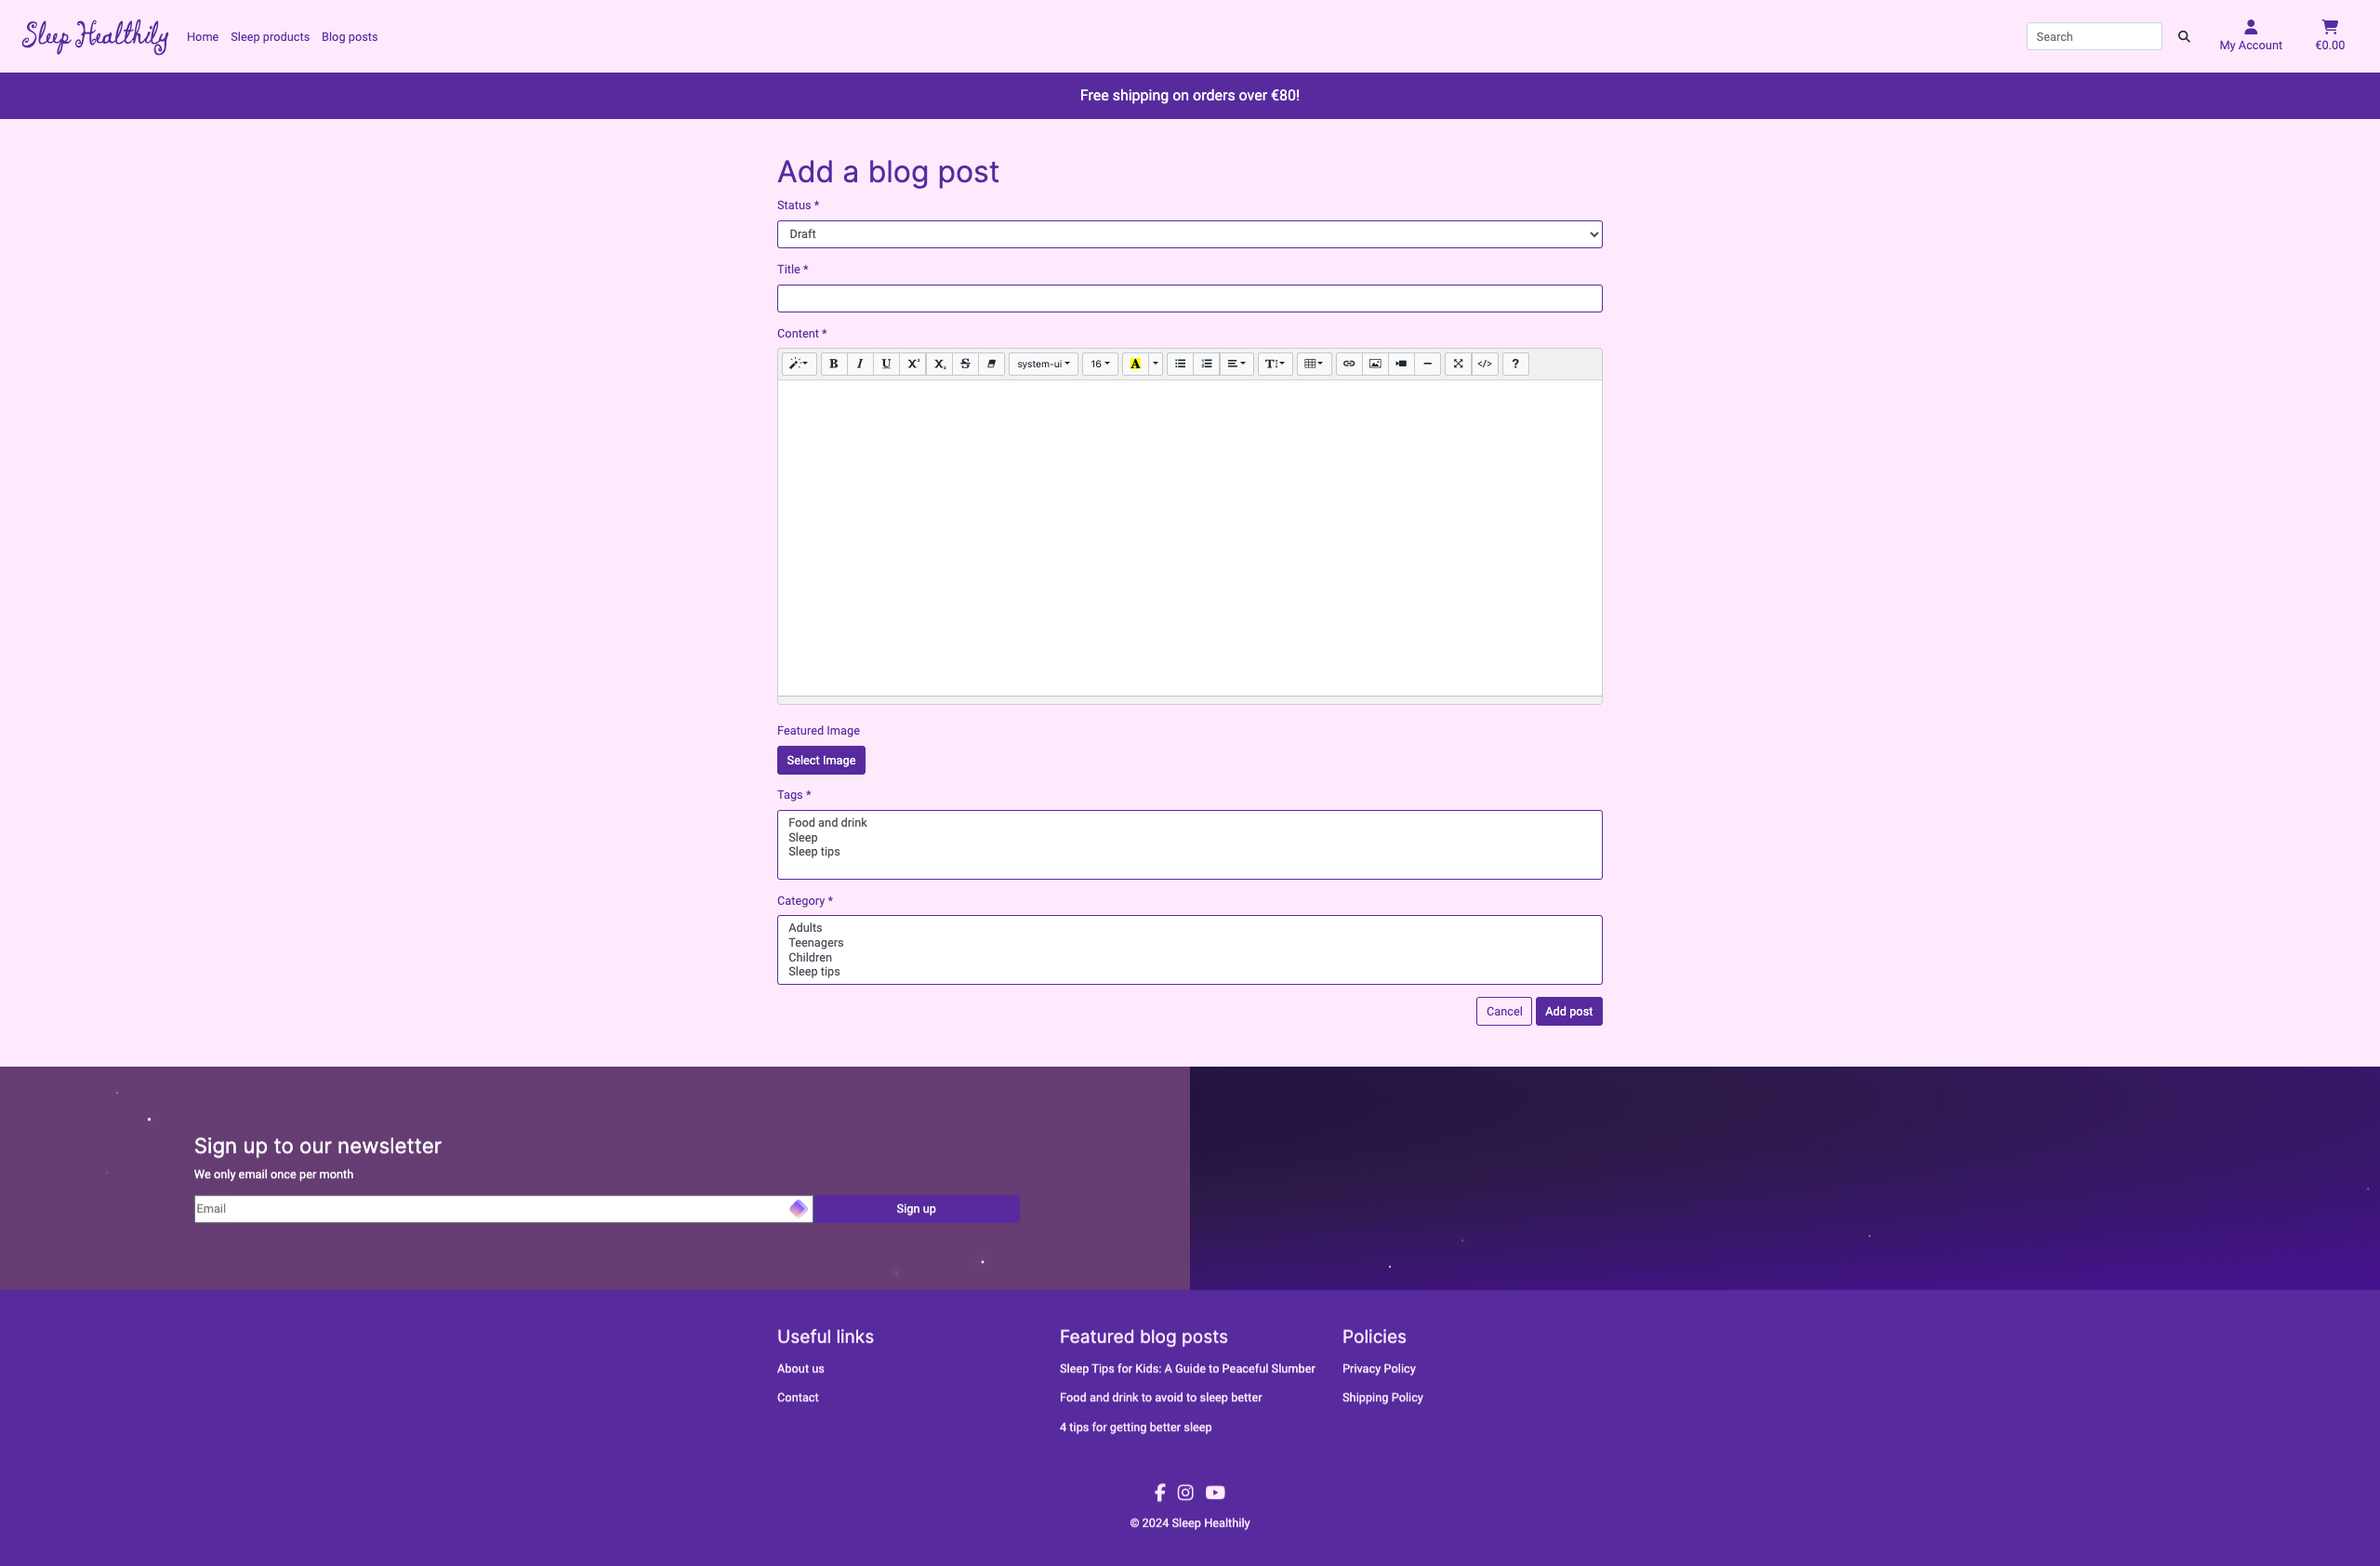 Sleep Healthily
Home Sleep products Blog posts
Search
My Account
€0.00
Free shipping on orders over €80!
Add a blog post
Status *
Draft
Title *
Content *
B I U X² X₂ S system-ui 16 A T </> ?
Featured Image
Select Image
Tags *
Food and drink
Sleep
Sleep tips
Category *
Adults
Teenagers
Children
Sleep tips
Cancel Add post
Sign up to our newsletter
We only email once per month
Email Sign up
Useful links
About us
Contact
Featured blog posts
Sleep Tips for Kids: A Guide to Peaceful Slumber
Food and drink to avoid to sleep better
4 tips for getting better sleep
Policies
Privacy Policy
Shipping Policy
© 2024 Sleep Healthily